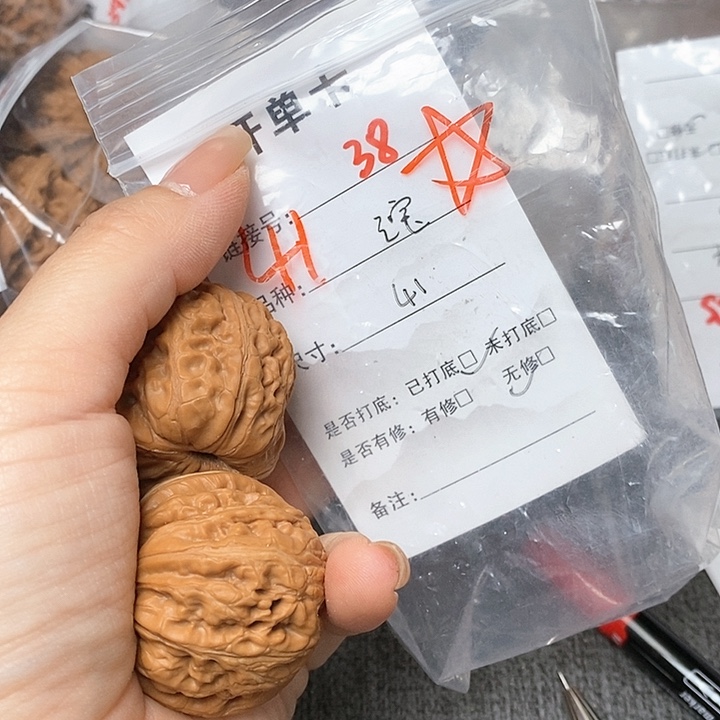 开单卡
38
链接号:
41
品种:
尺寸: 41
是否打底: 已打底□ 未打底□
是否有修: 有修□ 无修□
备注: